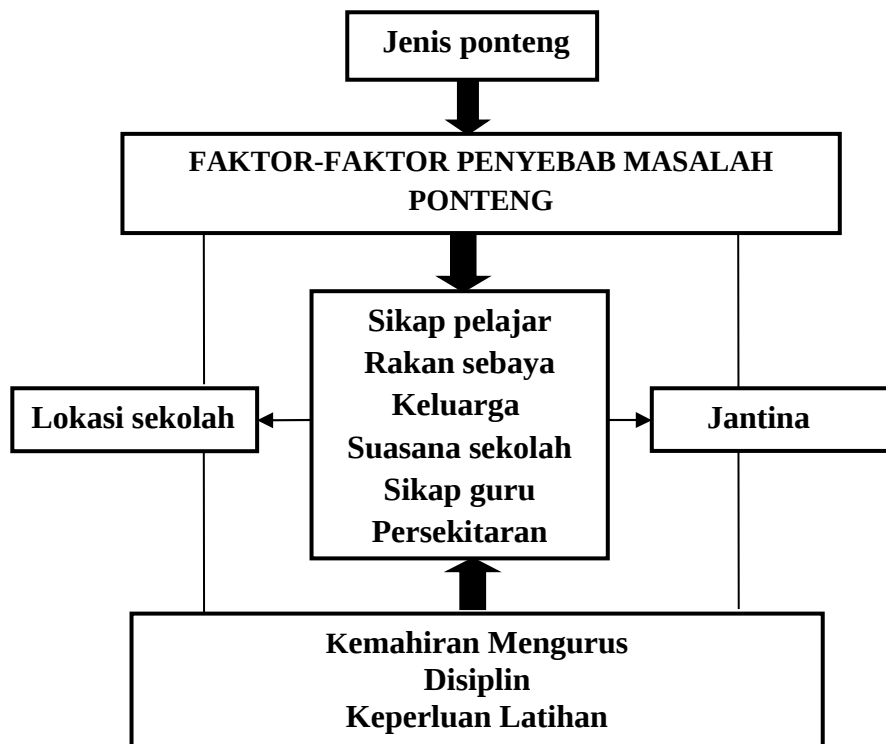 Jenis ponteng
FAKTOR-FAKTOR PENYEBAB MASALAH
PONTENG
Sikap pelajar
Rakan sebaya
Keluarga
Suasana sekolah
Sikap guru
Persekitaran
Lokasi sekolah
Jantina
Kemahiran Mengurus
Disiplin
Keperluan Latihan